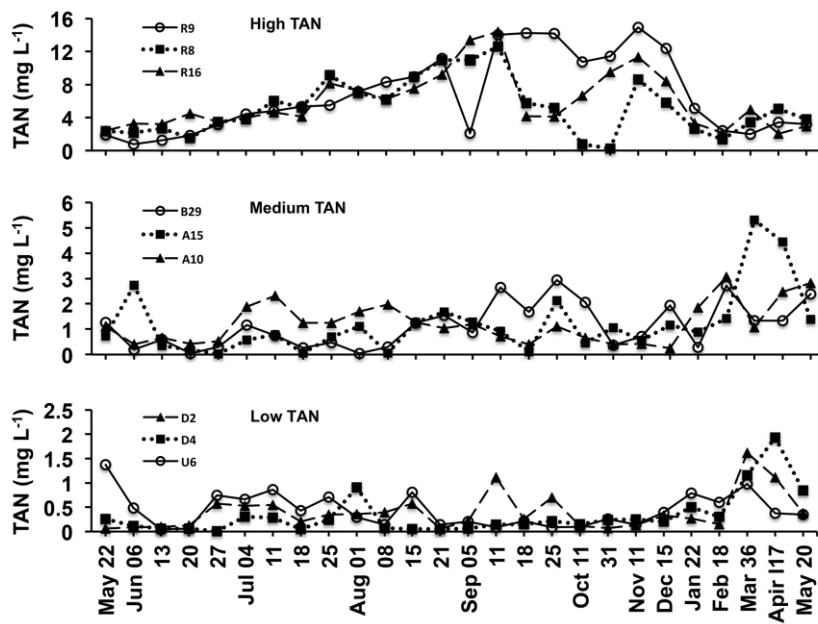 High TAN
R9
R8
R16
TAN (mg L-1)
16
12
8
4
0
Medium TAN
B29
A15
A10
TAN (mg L-1)
6
5
4
3
2
1
0
Low TAN
D2
D4
U6
TAN (mg L-1)
2.5
2
1.5
1
0.5
0
May 22
Jun 06
13
20
27
Jul 04
11
18
25
Aug 01
08
15
21
Sep 05
11
18
25
Oct 11
31
Nov 11
Dec 15
Jan 22
Feb 18
Mar 36
Apir l17
May 20